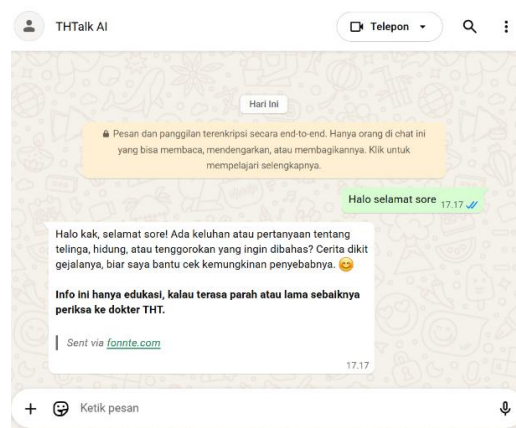 THTalk AI
Telepon
Hari Ini
Pesan dan panggilan terenkripsi secara end-to-end. Hanya orang di chat ini
yang bisa membaca, mendengarkan, atau membagikannya. Klik untuk
mempelajari selengkapnya.
Halo selamat sore 17.17
Halo kak, selamat sore! Ada keluhan atau pertanyaan tentang
telinga, hidung, atau tenggorokan yang ingin dibahas? Cerita dikit
gejalanya, biar saya bantu cek kemungkinan penyebabnya. 😊
Info ini hanya edukasi, kalau terasa parah atau lama sebaiknya
periksa ke dokter THT.
Sent via fonnte.com
17.17
Ketik pesan